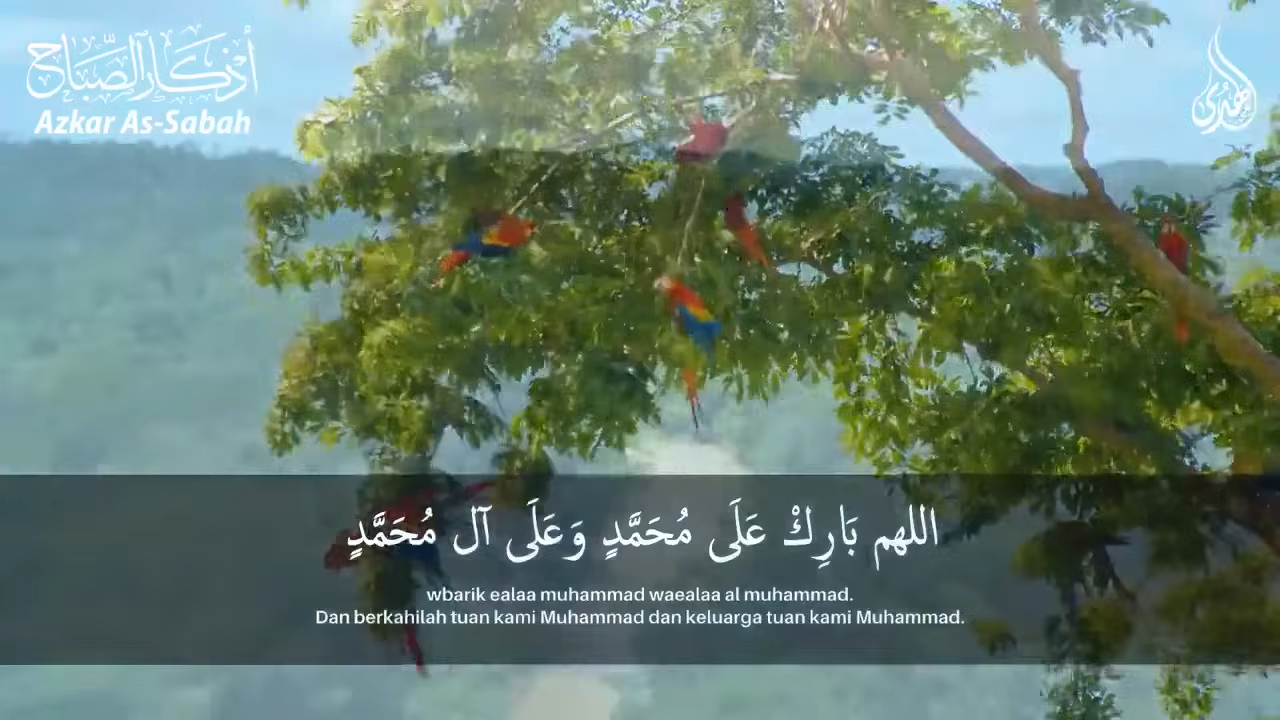 أذكار الصباح
Azkar As-Sabah
الهدى
اللهم بَارِكْ عَلَى مُحَمَّدٍ وَعَلَى آل مُحَمَّدٍ
wbarik ealaa muhammad waealaa al muhammad.
Dan berkahilah tuan kami Muhammad dan keluarga tuan kami Muhammad.